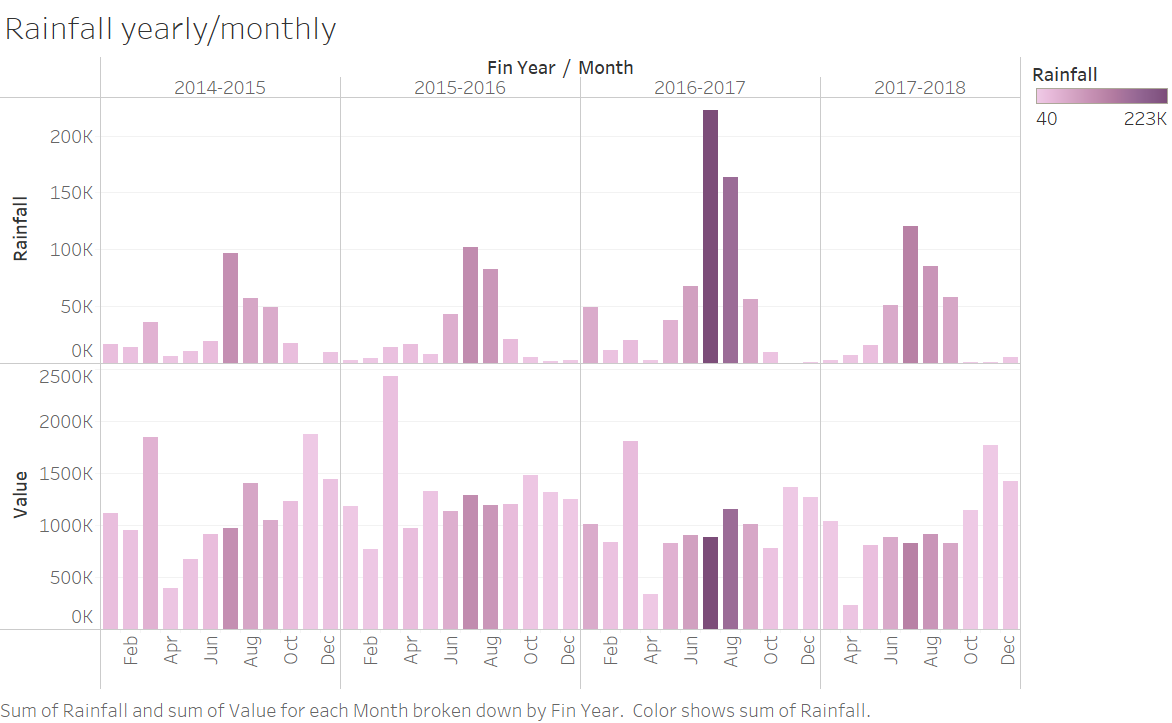 Rainfall yearly/monthly
Fin Year / Month
2014-2015 2015-2016 2016-2017 2017-2018
Rainfall
40 223K
Rainfall
200K
150K
100K
50K
0K
Value
2500K
2000K
1500K
1000K
500K
0K
Feb Apr Jun Aug Oct Dec Feb Apr Jun Aug Oct Dec Feb Apr Jun Aug Oct Dec Apr Jun Aug Oct Dec
Sum of Rainfall and sum of Value for each Month broken down by Fin Year. Color shows sum of Rainfall.